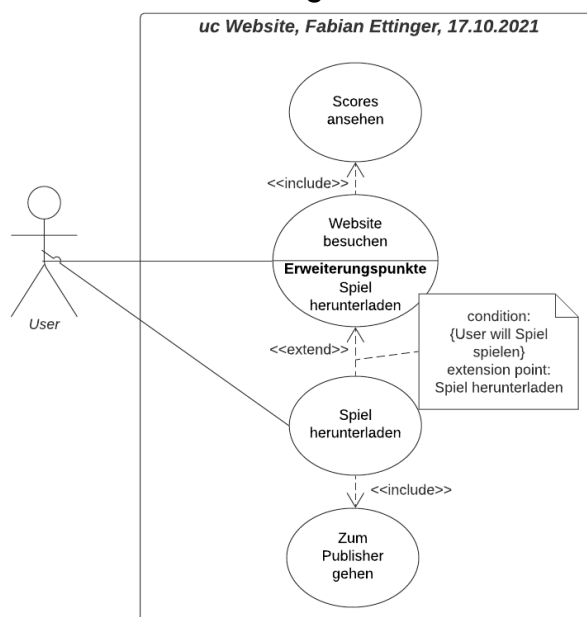 uc Website, Fabian Ettinger, 17.10.2021
Scores
ansehen
<<include>>
Website
besuchen
Erweiterungspunkte
Spiel
herunterladen
User
condition:
{User will Spiel
spielen}
extension point:
Spiel herunterladen
<<extend>>
Spiel
herunterladen
<<include>>
Zum
Publisher
gehen